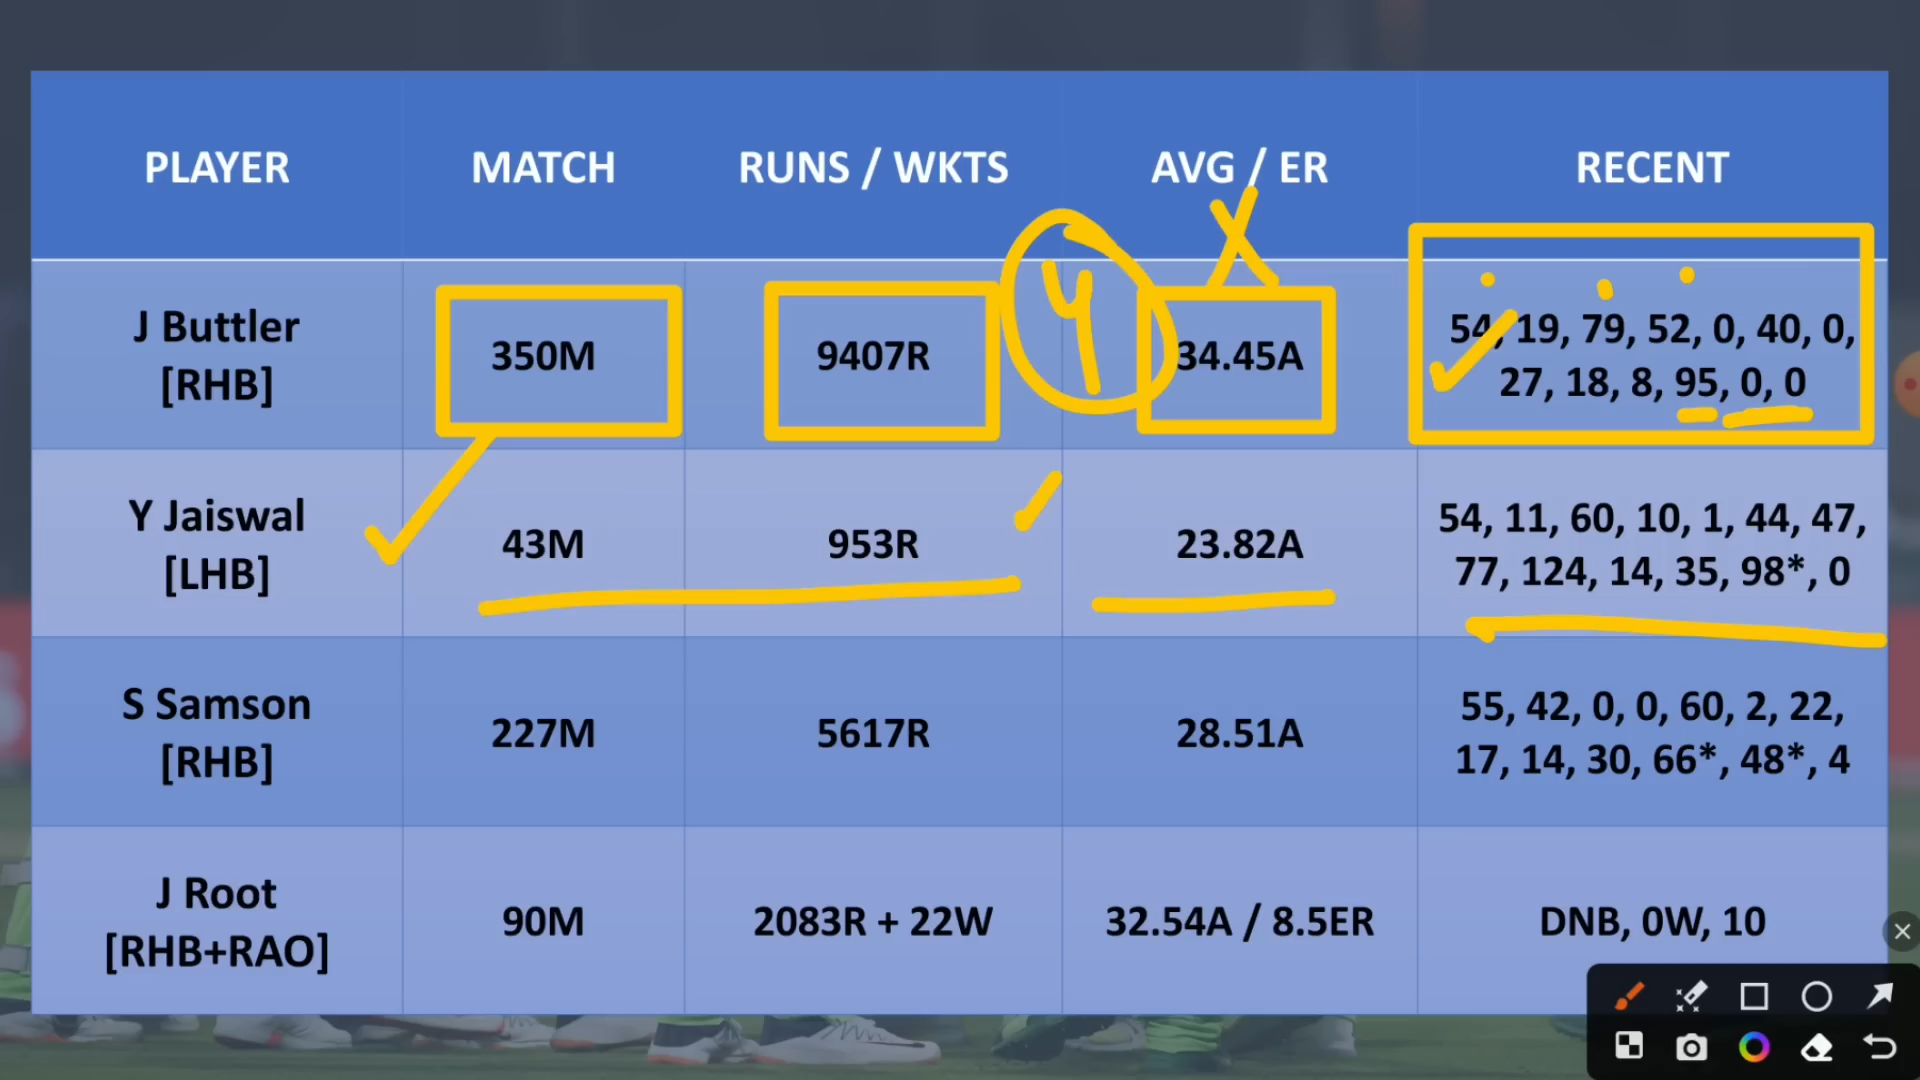 PLAYER MATCH RUNS / WKTS AVG / ER RECENT
J Buttler
[RHB]
350M
9407R
4
X
34.45A
54, 19, 79, 52, 0, 40, 0,
27, 18, 8, 95, 0, 0
Y Jaiswal
[LHB]
43M
953R
23.82A
54, 11, 60, 10, 1, 44, 47,
77, 124, 14, 35, 98*, 0
S Samson
[RHB]
227M
5617R
28.51A
55, 42, 0, 0, 60, 2, 22,
17, 14, 30, 66*, 48*, 4
J Root
[RHB+RAO]
90M
2083R + 22W
32.54A / 8.5ER
DNB, 0W, 10